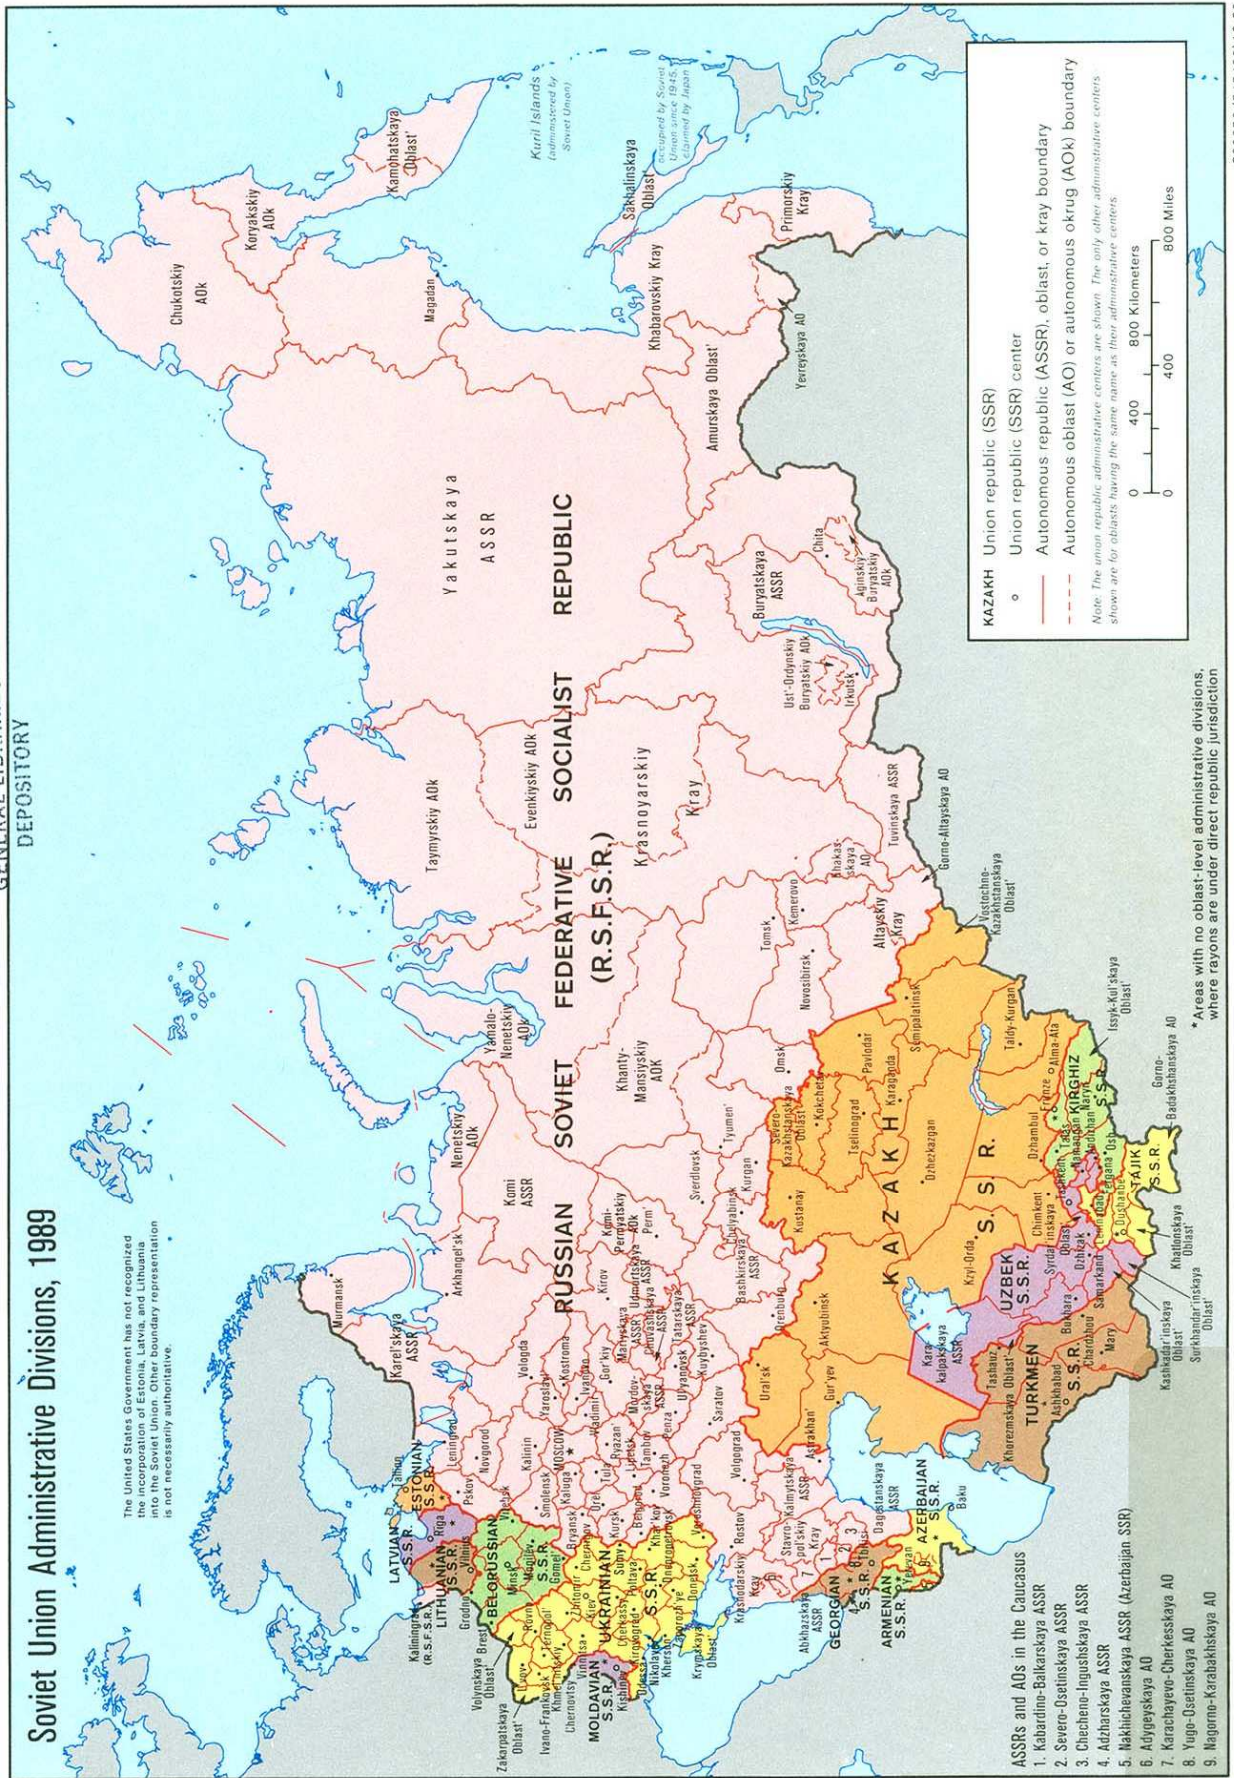 DEPOSITORY
Soviet Union Administrative Divisions, 1989
The United States Government has not recognized
the incorporation of Estonia, Latvia, and Lithuania
into the Soviet Union. Other boundary representation
is not necessarily authoritative.
Chukotskiy
AOk
Koryakskiy
AOk
Kamchatskaya
Oblast'
Magadan
Kuril Islands
(administered by
Soviet Union)
occupied by Soviet
Union since 1945,
claimed by Japan
Sakhalinskaya
Oblast'
Khabarovskiy Kray
Primorskiy
Kray
Amurskaya Oblast'
Yevreyskaya AO
Yakutskaya
ASSR
Buryatskaya
ASSR
Chita
Aginskiy
Buryatskiy
AOk
Ust'-Ordynskiy
Buryatskiy AOk
Irkutsk
RUSSIAN SOVIET FEDERATIVE SOCIALIST REPUBLIC
(R.S.F.S.R.)
Taymyrskiy AOk
Evenkiyskiy AOk
Krasnoyarskiy
Kray
Tuvinskaya ASSR
Khakas-
skaya
AO
Gorno-Altayskaya AO
Altayskiy
Kray
Kemerovo
Tomsk
Novosibirsk
Omsk
Yamalo-
Nenetskiy
AOk
Khanty-
Mansiyskiy
AOK
Tyumen'
Nenetskiy
AOk
Komi
ASSR
Arkhangel'sk
Murmansk
Karel'skaya
ASSR
Sverdlovsk
Kurgan
Chelyabinsk
Komi-
Permyatskiy
AOk
Perm'
Kirov
Udmurtskaya
ASSR
Mariyskaya
ASSR
Chuvashskaya
ASSR
Tatarskaya
ASSR
Bashkirskaya
ASSR
Orenburg
Kuybyshev
Ul'yanovsk
Mordov-
skaya
ASSR
Penza
Saratov
Vologda
Kostroma
Yaroslavl'
Ivanovo
Vladimir
Gor'kiy
Leningrad
Novgorod
Pskov
Kalinin
MOSCOW
Smolensk
Kaluga
Tula
Ryazan'
Bryansk
Orel
Lipetsk
Tambov
Kursk
Voronezh
Belgorod
Volgograd
Rostov
Astrakhan'
Kalmytskaya
ASSR
Stavro-
pol'skiy
Kray
Krasnodarskiy
Kray
Dagestanskaya
ASSR
Kaliningrad
(R.S.F.S.R.)
ESTONIAN
S.S.R.
Tallinn
LATVIAN
S.S.R.
Riga
LITHUANIAN
S.S.R.
Vilnius
BELORUSSIAN
S.S.R.
Minsk
Vitebsk
Mogilev
Gomel'
Grodno
Brest
UKRAINIAN
S.S.R.
Volynskaya
Oblast'
Zakarpatskaya
Oblast'
L'vov
Rovno
Ivano-Frankovsk
Ternopol'
Khmel'nitskiy
Chernovtsy
Vinnitsa
Zhitomir
Kiev
Chernigov
Cherkassy
Sumy
Poltava
Khar'kov
Kirovograd
Dnepropetrovsk
Voroshilovgrad
Donetsk
Zaporozh'ye
Nikolayev
Kherson
Odessa
Krymskaya
Oblast'
MOLDAVIAN
S.S.R.
Kishinev
Abkhazskaya
ASSR
GEORGIAN
S.S.R.
Tbilisi
ARMENIAN
S.S.R.
Yerevan
AZERBAIJAN
S.S.R.
Baku
1
2
3
4
5
6
7
8
9
KAZAKH
S.S.R.
Ural'sk
Gur'yev
Aktyubinsk
Kustanay
Severo-
Kazakhstanskaya
Oblast'
Kokchetav
Tselinograd
Pavlodar
Karaganda
Semipalatinsk
Vostochno-
Kazakhstanskaya
Oblast'
Dzhezkazgan
Taldy-Kurgan
Alma-Ata
Dzhambul
Chimkent
Kzyl-Orda
UZBEK
S.S.R.
Kara-
kalpakskaya
ASSR
Khorezmskaya Oblast'
Bukhara
Samarkand
Dzhizak
Syrdar'inskaya
Oblast'
Tashkent
Namangan
Andizhan
Fergana
Kashkadar'inskaya
Oblast'
Surkhandar'inskaya
Oblast'
TURKMEN
S.S.R.
Tashauz
Ashkhabad
Chardzhou
Mary
KIRGHIZ
S.S.R.
Frunze
Talas
Naryn
Osh
Issyk-Kul'skaya
Oblast'
TAJIK
S.S.R.
Leninabad
Dushanbe
Khatlonskaya
Oblast'
Gorno-
Badakhshanskaya AO
KAZAKH Union republic (SSR)
Union republic (SSR) center
Autonomous republic (ASSR), oblast, or kray boundary
Autonomous oblast (AO) or autonomous okrug (AOk) boundary
Note: The union republic administrative centers are shown. The only other administrative centers
shown are for oblasts having the same name as their administrative centers.
0 400 800 Kilometers
0 400 800 Miles
*Areas with no oblast-level administrative divisions,
where rayons are under direct republic jurisdiction
ASSRs and AOs in the Caucasus
1. Kabardino-Balkarskaya ASSR
2. Severo-Osetinskaya ASSR
3. Checheno-Ingushskaya ASSR
4. Adzharskaya ASSR
5. Nakhichevanskaya ASSR (Azerbaijan SSR)
6. Adygeyskaya AO
7. Karachayevo-Cherkesskaya AO
8. Yugo-Osetinskaya AO
9. Nagorno-Karabakhskaya AO